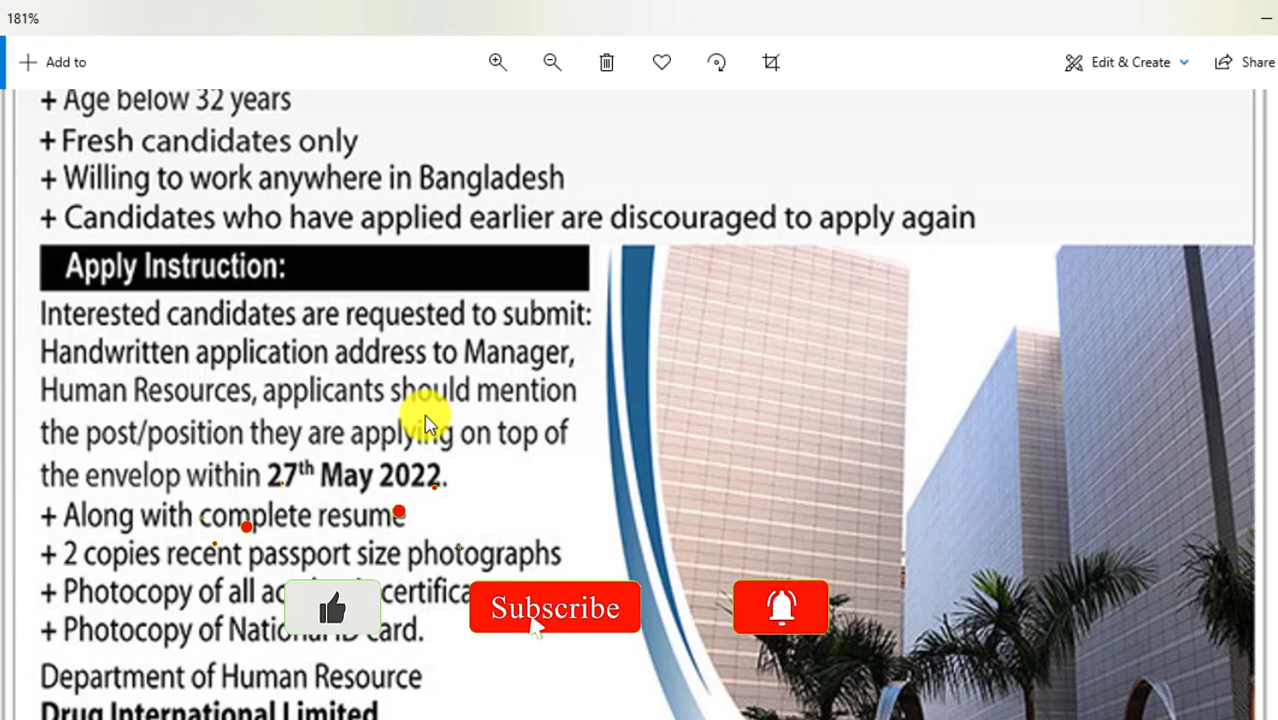 181%
Add to
Edit & Create
Share
+ Age below 32 years
+ Fresh candidates only
+ Willing to work anywhere in Bangladesh
+ Candidates who have applied earlier are discouraged to apply again
Apply Instruction:
Interested candidates are requested to submit:
Handwritten application address to Manager,
Human Resources, applicants should mention
the post/position they are applying on top of
the envelop within 27th May 2022.
+ Along with complete resume
+ 2 copies recent passport size photographs
+ Photocopy of all
Subscribe
+ Photocopy of National ID card.
Department of Human Resource
Drug International Limited